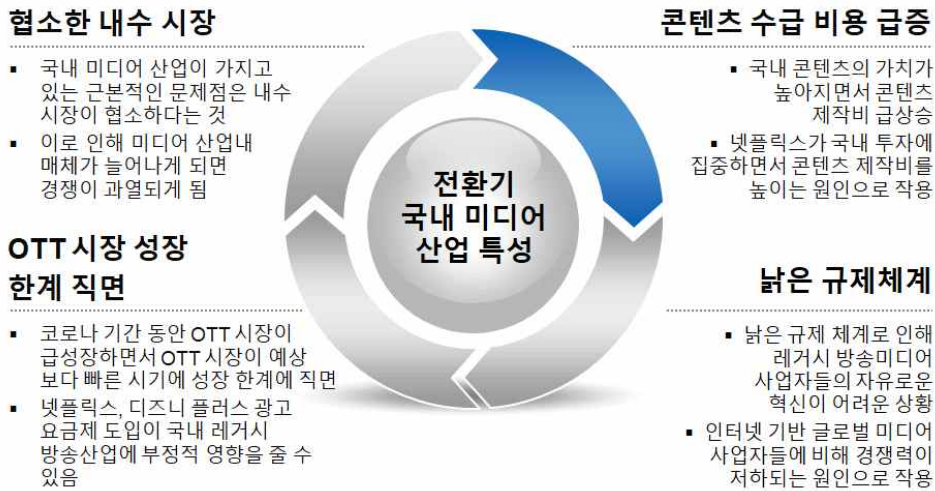 협소한 내수 시장
▪ 국내 미디어 산업이 가지고
있는 근본적인 문제점은 내수
시장이 협소하다는 것
▪ 이로 인해 미디어 산업내
매체가 늘어나게 되면
경쟁이 과열되게 됨
콘텐츠 수급 비용 급증
▪ 국내 콘텐츠의 가치가
높아지면서 콘텐츠
제작비 급상승
▪ 넷플릭스가 국내 투자에
집중하면서 콘텐츠 제작비를
높이는 원인으로 작용
전환기
국내 미디어
산업 특성
OTT 시장 성장
한계 직면
▪ 코로나 기간 동안 OTT 시장이
급성장하면서 OTT 시장이 예상
보다 빠른 시기에 성장 한계에 직면
▪ 넷플릭스, 디즈니 플러스 광고
요금제 도입이 국내 레거시
방송산업에 부정적 영향을 줄 수
있음
낡은 규제체계
▪ 낡은 규제 체계로 인해
레거시 방송미디어
사업자들의 자유로운
혁신이 어려운 상황
▪ 인터넷 기반 글로벌 미디어
사업자들에 비해 경쟁력이
저하되는 원인으로 작용